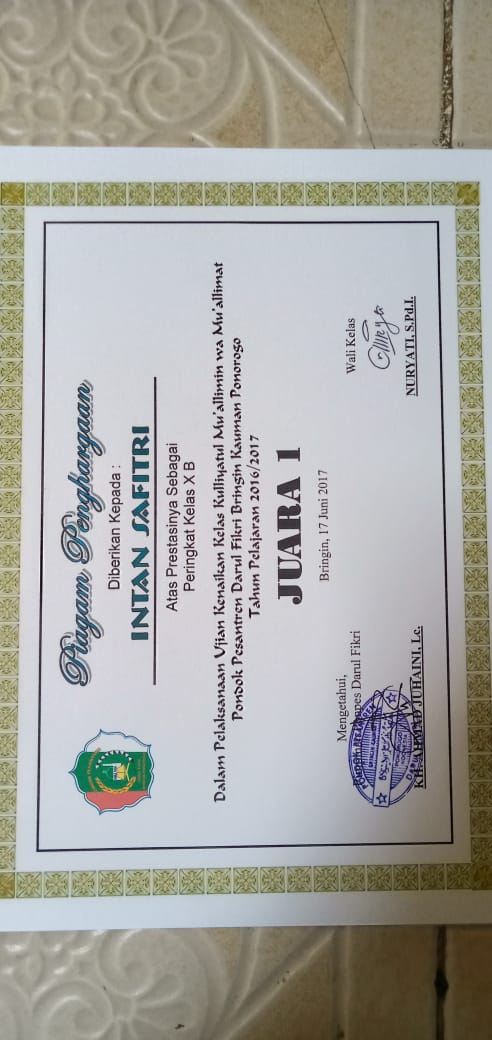 Piagam Penghargaan
Diberikan Kepada :
INTAN SAFITRI
Atas Prestasinya Sebagai
Peringkat Kelas X B
Dalam Pelaksanaan Ujian Kenaikan Kelas Kulliyatul Mu'allimin wa Mu'allimat
Pondok Pesantren Darul Fikri Bringin Kauman Ponorogo
Tahun Pelajaran 2016/2017
JUARA 1
Bringin, 17 Juni 2017
Mengetahui,
Darul Fikri
KH. AHMAD JUHAINI, Lc.
Wali Kelas
NURYATI, S.Pd.I.